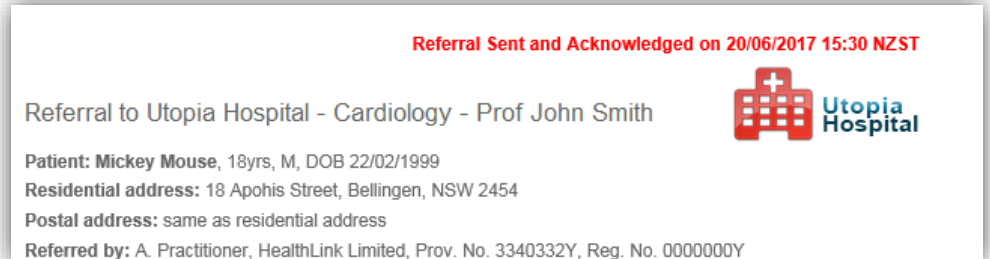 Referral Sent and Acknowledged on 20/06/2017 15:30 NZST
Referral to Utopia Hospital - Cardiology - Prof John Smith
Utopia
Hospital
Patient: Mickey Mouse, 18yrs, M, DOB 22/02/1999
Residential address: 18 Apohis Street, Bellingen, NSW 2454
Postal address: same as residential address
Referred by: A. Practitioner, HealthLink Limited, Prov. No. 3340332Y, Reg. No. 0000000Y